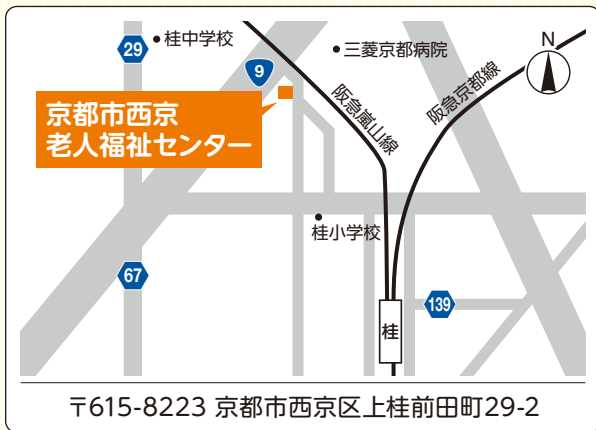 29
桂中学校
9
三菱京都病院
N
京都市西京
老人福祉センター
阪急嵐山線
阪急京都線
桂小学校
67
139
桂
〒615-8223 京都市西京区上桂前田町29-2